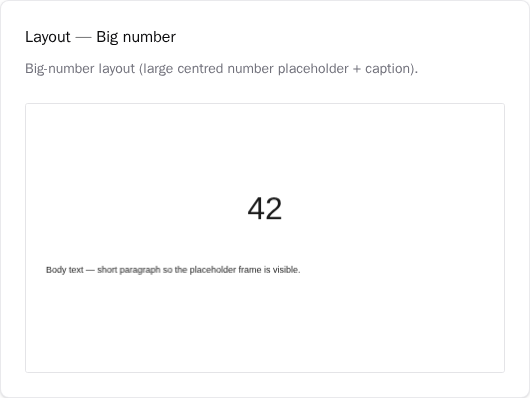 Layout — Big number
Big-number layout (large centred number placeholder + caption).
42
Body text — short paragraph so the placeholder frame is visible.